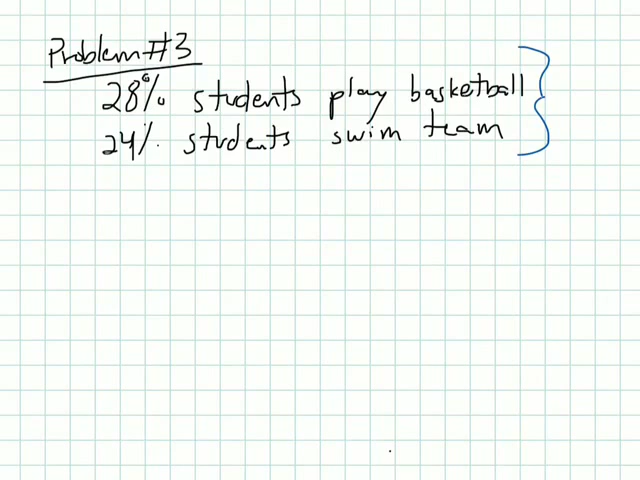 Problem #3
28% students play basketball
24% students swim team